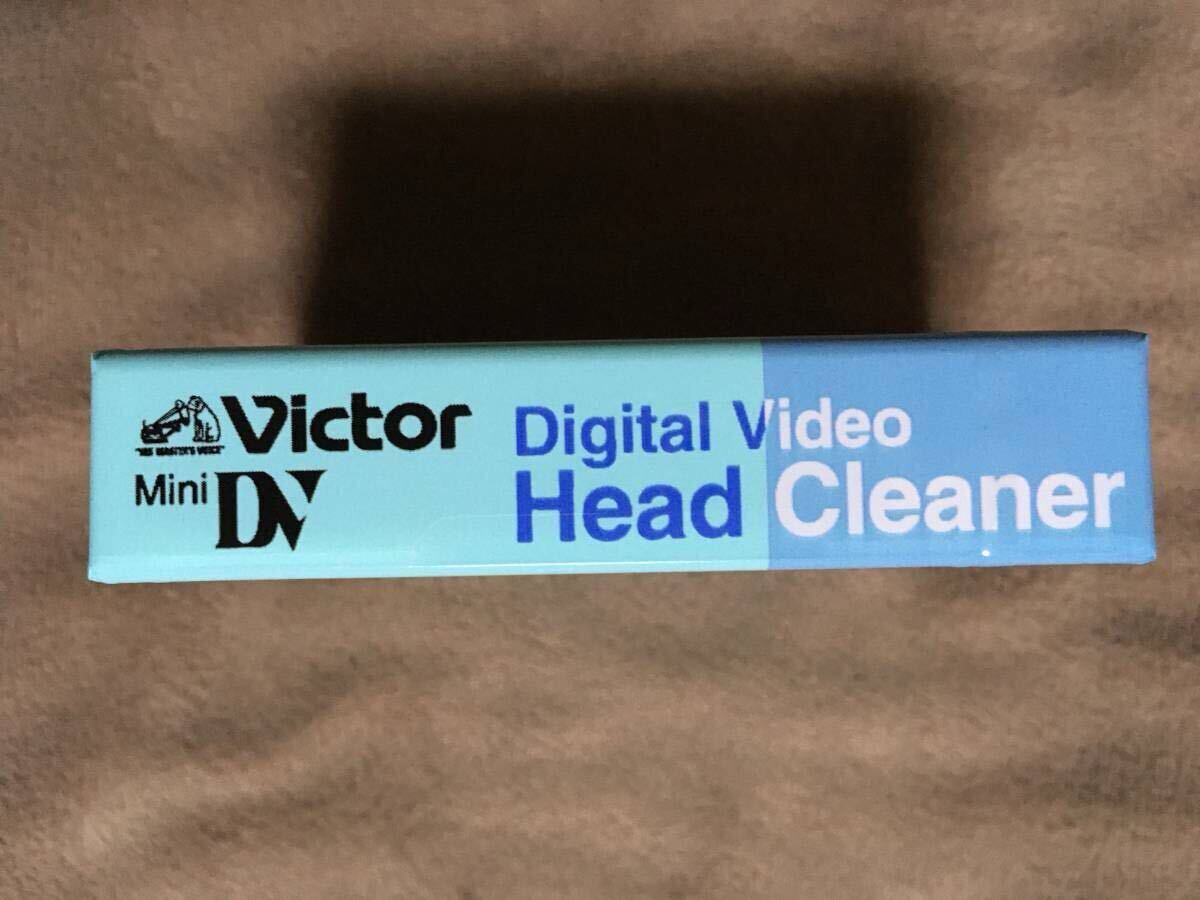 "HIS MASTER'S VOICE"
Victor
Mini DV
Digital Video
Head Cleaner